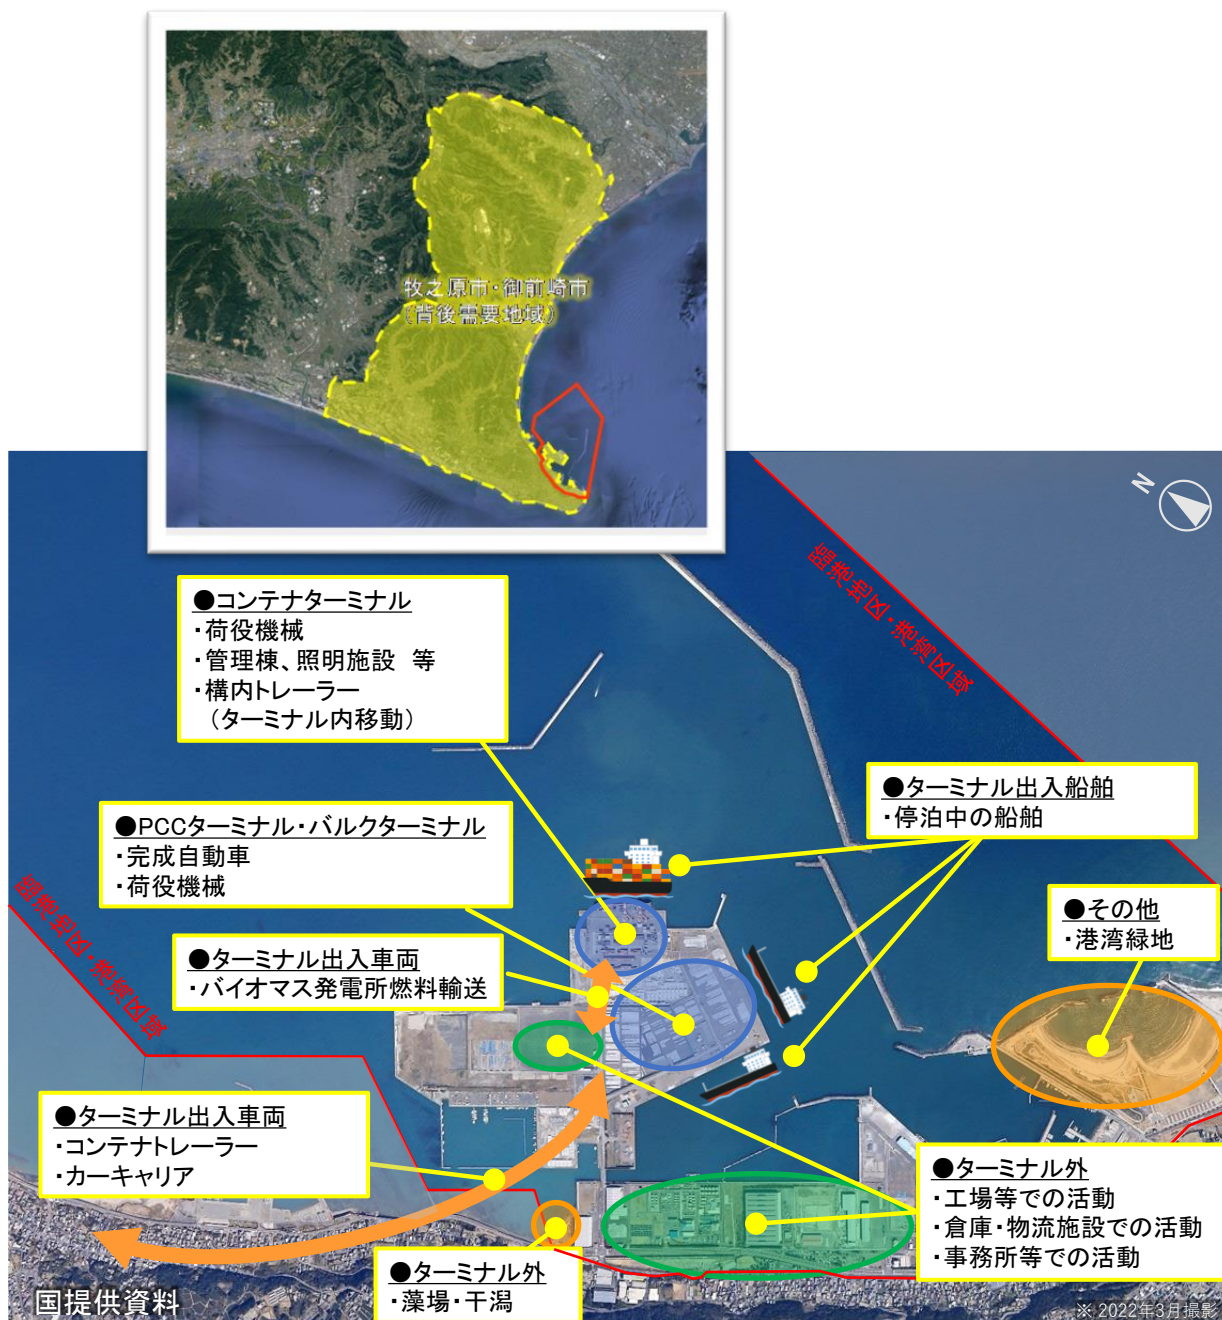 牧之原市・御前崎市
（背後需要地域）
N
臨港地区・港湾区域
●コンテナターミナル
・荷役機械
・管理棟、照明施設　等
・構内トレーラー
（ターミナル内移動）
●ターミナル出入船舶
・停泊中の船舶
●PCCターミナル・バルクターミナル
・完成自動車
・荷役機械
臨港地区・港湾区域
●その他
・港湾緑地
●ターミナル出入車両
・バイオマス発電所燃料輸送
●ターミナル出入車両
・コンテナトレーラー
・カーキャリア
●ターミナル外
・工場等での活動
・倉庫・物流施設での活動
・事務所等での活動
●ターミナル外
・藻場・干潟
国提供資料
※ 2022年3月撮影